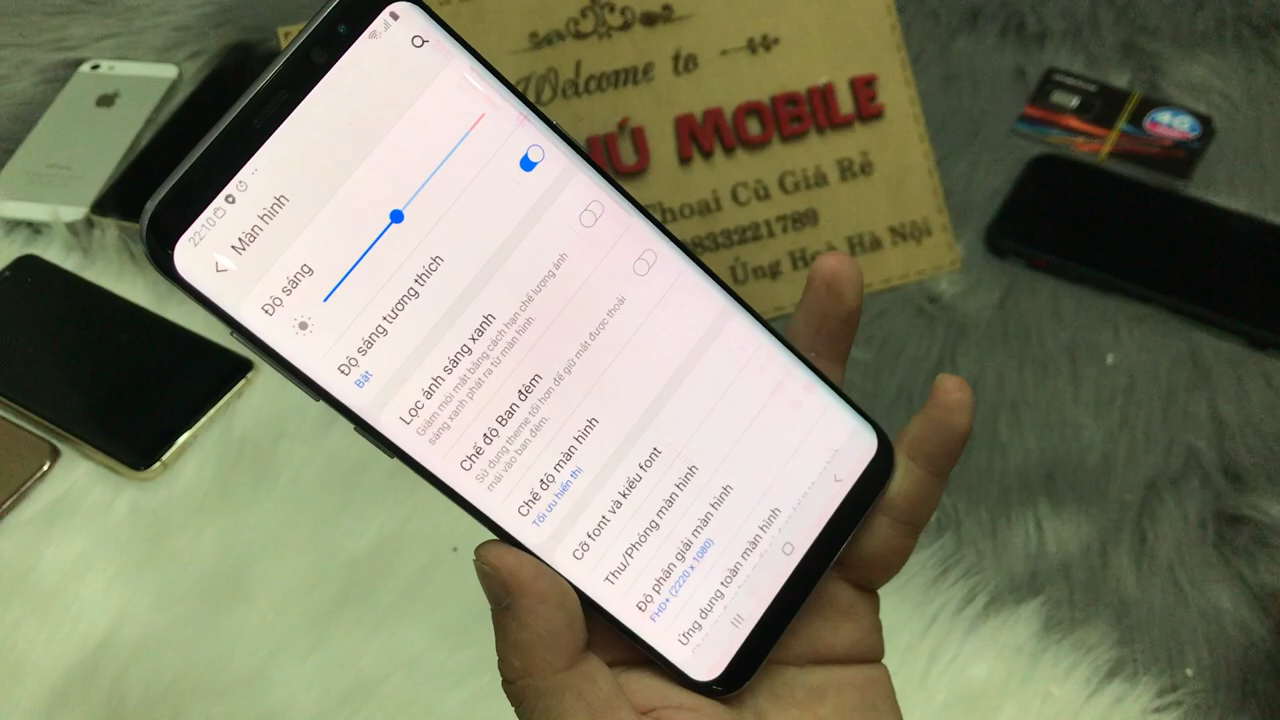 22:10
Màn hình
Độ sáng
Độ sáng tương thích
Bật
Lọc ánh sáng xanh
Giảm mỏi mắt bằng cách hạn chế lượng ánh
sáng xanh phát ra từ màn hình.
Chế độ Ban đêm
Sử dụng theme tối hơn để giữ mắt được thoải
mái vào ban đêm.
Chế độ màn hình
Tối ưu hiển thị
Cỡ font và kiểu font
Thu/Phóng màn hình
Độ phân giải màn hình
FHD+ (2220 x 1080)
Ứng dụng toàn màn hình
Welcome to
Ú MOBILE
Thoai Cũ Giá Rẻ
0833221789
Ứng Hoà Hà Nội
4G